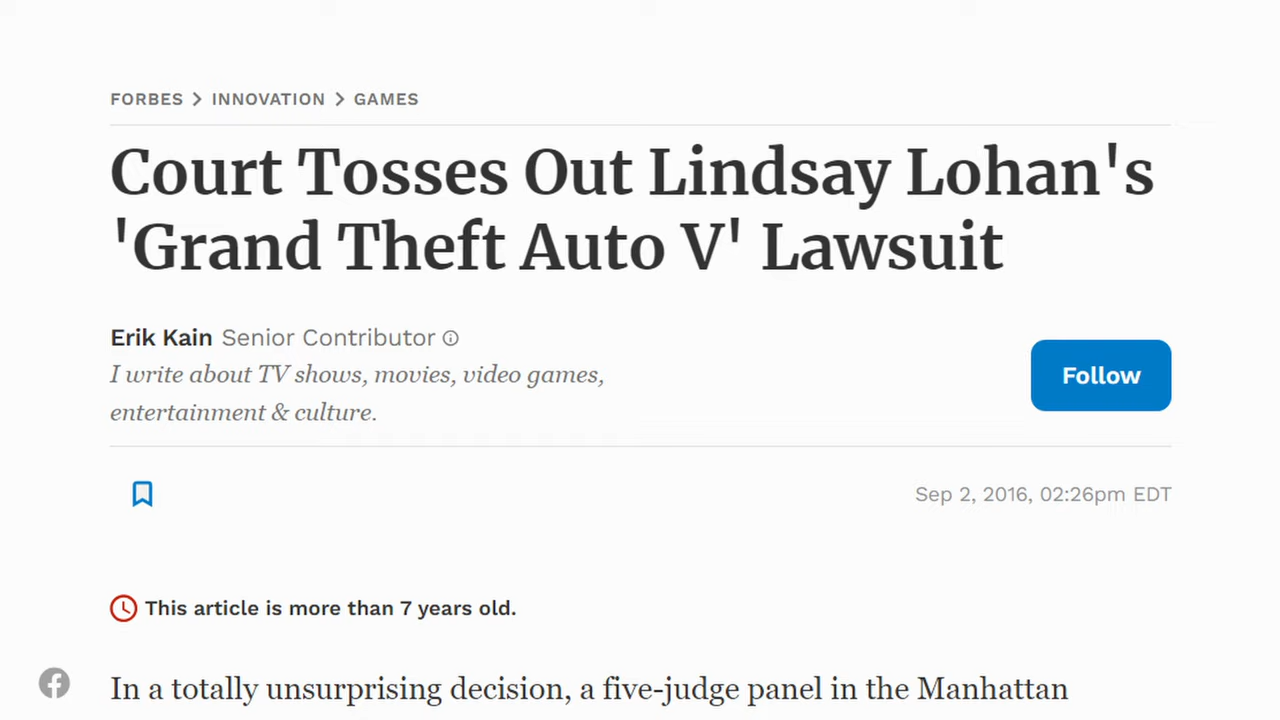 FORBES > INNOVATION > GAMES
Court Tosses Out Lindsay Lohan's
'Grand Theft Auto V' Lawsuit
Erik Kain Senior Contributor
I write about TV shows, movies, video games,
entertainment & culture.
Follow
Sep 2, 2016, 02:26pm EDT
This article is more than 7 years old.
In a totally unsurprising decision, a five-judge panel in the Manhattan